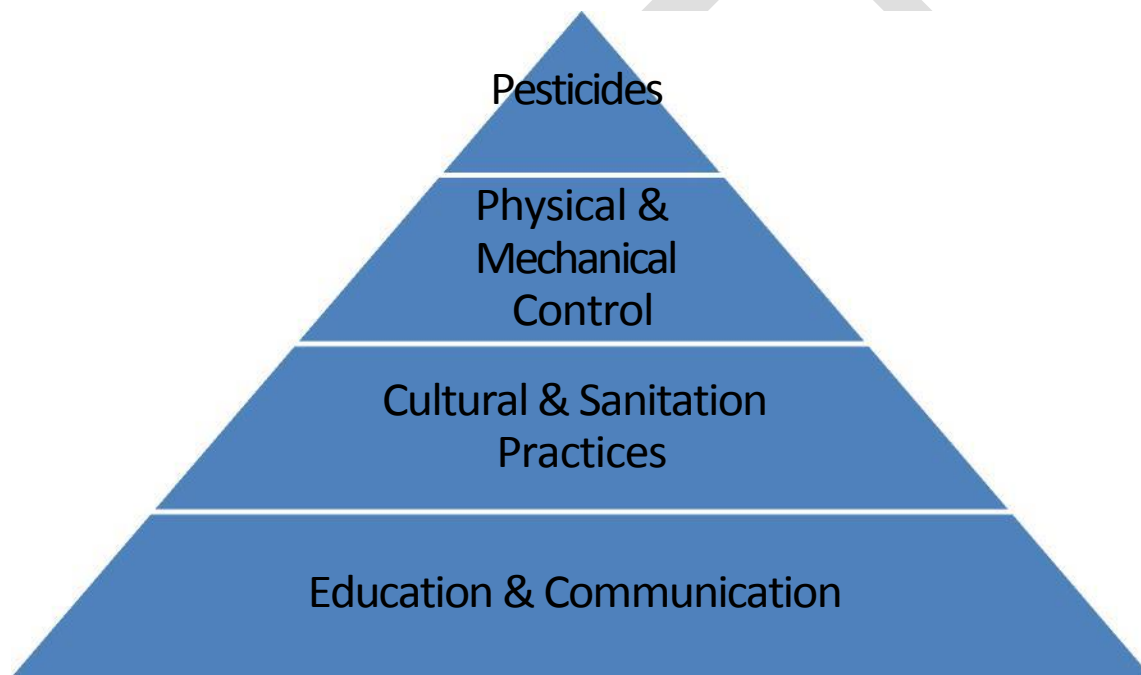 Pesticides
Physical &
Mechanical
Control
Cultural & Sanitation
Practices
Education & Communication